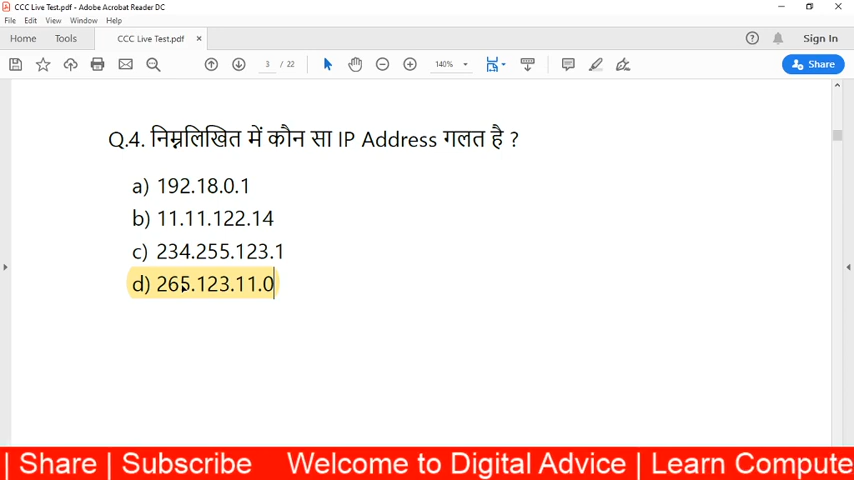 CCC Live Test.pdf - Adobe Acrobat Reader DC
File Edit View Window Help
Home Tools CCC Live Test.pdf × Sign In
3 / 22 140% Share
Q.4. निम्नलिखित में कौन सा IP Address गलत है ?
a) 192.18.0.1
b) 11.11.122.14
c) 234.255.123.1
d) 265.123.11.0
| Share | Subscribe Welcome to Digital Advice | Learn Compute